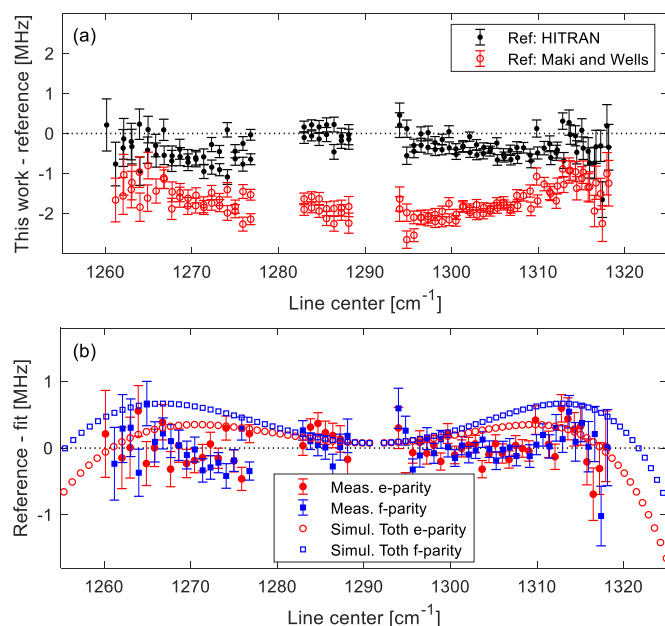 (a)
Ref: HITRAN
Ref: Maki and Wells
This work - reference [MHz]
2
1
0
-1
-2
1260 1270 1280 1290 1300 1310 1320
Line center [cm-1]
(b)
Reference - fit [MHz]
1
0
-1
Meas. e-parity
Meas. f-parity
Simul. Toth e-parity
Simul. Toth f-parity
1260 1270 1280 1290 1300 1310 1320
Line center [cm-1]